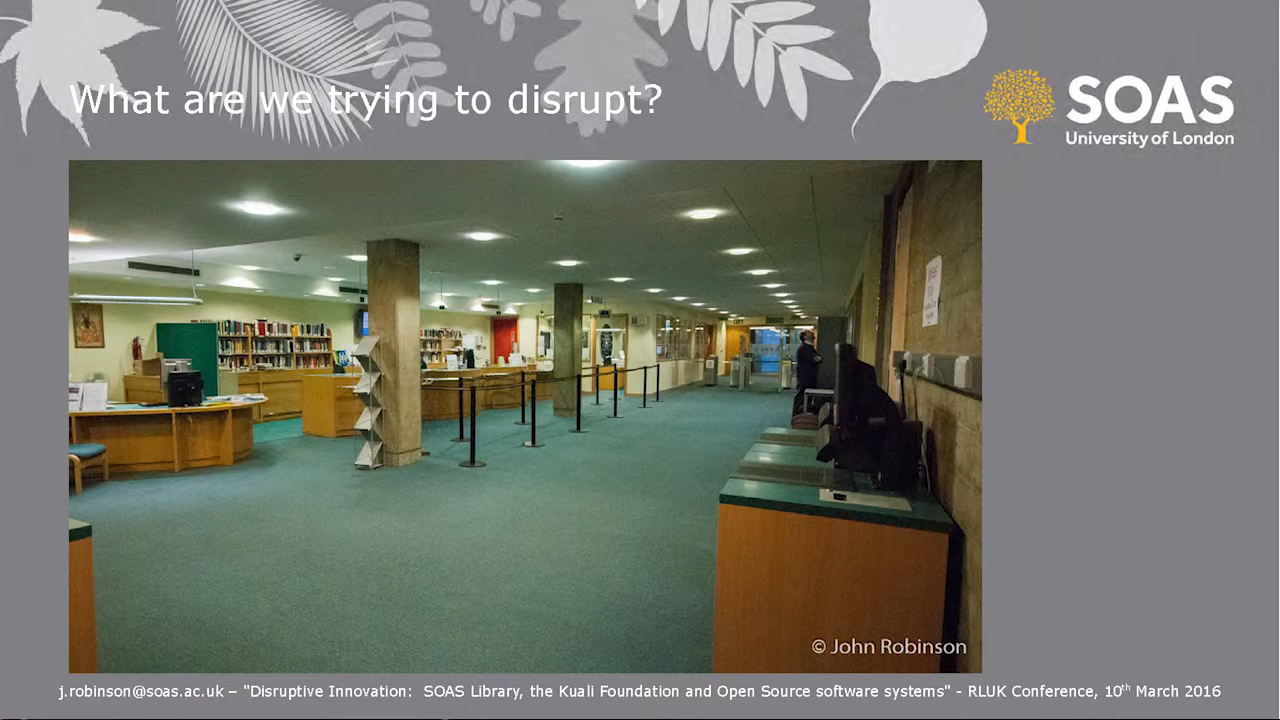 What are we trying to disrupt?
SOAS
University of London
© John Robinson
j.robinson@soas.ac.uk – "Disruptive Innovation: SOAS Library, the Kuali Foundation and Open Source software systems" - RLUK Conference, 10th March 2016